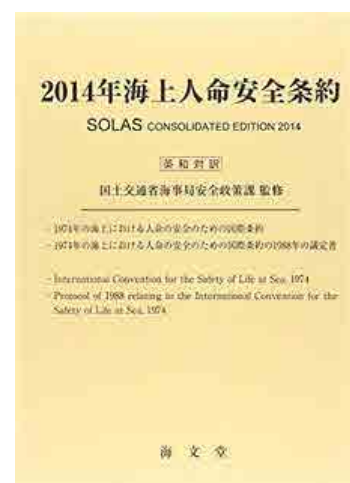 2014年海上人命安全条約
SOLAS CONSOLIDATED EDITION 2014
英和対訳
国土交通省海事局安全政策課 監修
1974年の海上における人命の安全のための国際条約
1974年の海上における人命の安全のための国際条約の1988年の議定書
International Convention for the Safety of Life at Sea, 1974
Protocol of 1988 relating to the International Convention for the
Safety of Life at Sea, 1974
海文堂